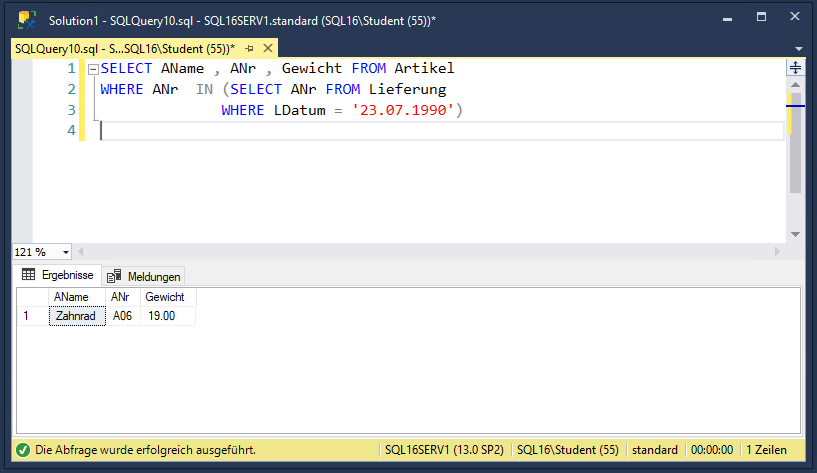 Solution1 - SQLQuery10.sql - SQL16SERV1.standard (SQL16\Student (55))*
SQLQuery10.sql - S...SQL16\Student (55))*
1 SELECT AName , ANr , Gewicht FROM Artikel
2 WHERE ANr  IN (SELECT ANr FROM Lieferung
3 WHERE LDatum = '23.07.1990')
4
121 %
Ergebnisse Meldungen
AName ANr Gewicht
1 Zahnrad A06 19.00
Die Abfrage wurde erfolgreich ausgeführt. SQL16SERV1 (13.0 SP2) SQL16\Student (55) standard 00:00:00 1 Zeilen